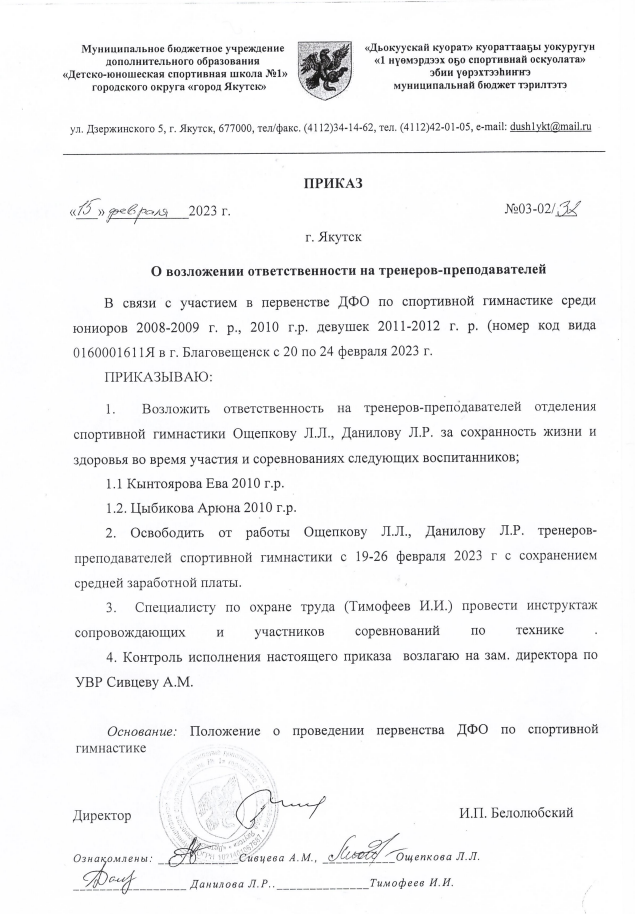 Муниципальное бюджетное учреждение
дополнительного образования
«Детско-юношеская спортивная школа №1»
городского округа «город Якутск»
«Дьокуускай куорат» куораттааҕы уокуругун
«1 нүөмэрдээх оҕо спортивнай оскуолата»
эбии үөрэхтээһиҥҥэ
муниципальнай бюджет тэрилтэтэ
ул. Дзержинского 5, г. Якутск, 677000, тел/факс. (4112)34-14-62, тел. (4112)42-01-05, e-mail: dush1ykt@mail.ru
ПРИКАЗ
«15» февраля 2023 г. №03-02/32
г. Якутск
О возложении ответственности на тренеров-преподавателей
В связи с участием в первенстве ДФО по спортивной гимнастике среди
юниоров 2008-2009 г. р., 2010 г.р. девушек 2011-2012 г. р. (номер код вида
0160001611Я в г. Благовещенск с 20 по 24 февраля 2023 г.
ПРИКАЗЫВАЮ:
1. Возложить ответственность на тренеров-преподавателей отделения
спортивной гимнастики Ощепкову Л.Л., Данилову Л.Р. за сохранность жизни и
здоровья во время участия и соревнованиях следующих воспитанников;
1.1 Кынтоярова Ева 2010 г.р.
1.2. Цыбикова Арюна 2010 г.р.
2. Освободить от работы Ощепкову Л.Л., Данилову Л.Р. тренеров-
преподавателей спортивной гимнастики с 19-26 февраля 2023 г с сохранением
средней заработной платы.
3. Специалисту по охране труда (Тимофеев И.И.) провести инструктаж
сопровождающих и участников соревнований по технике .
4. Контроль исполнения настоящего приказа возлагаю на зам. директора по
УВР Сивцеву А.М.
Основание: Положение о проведении первенства ДФО по спортивной
гимнастике
Директор И.П. Белолюбский
Ознакомлены: ____________Сивцева А.М., ___________Ощепкова Л.Л.
_________________ Данилова Л.Р..______________Тимофеев И.И.